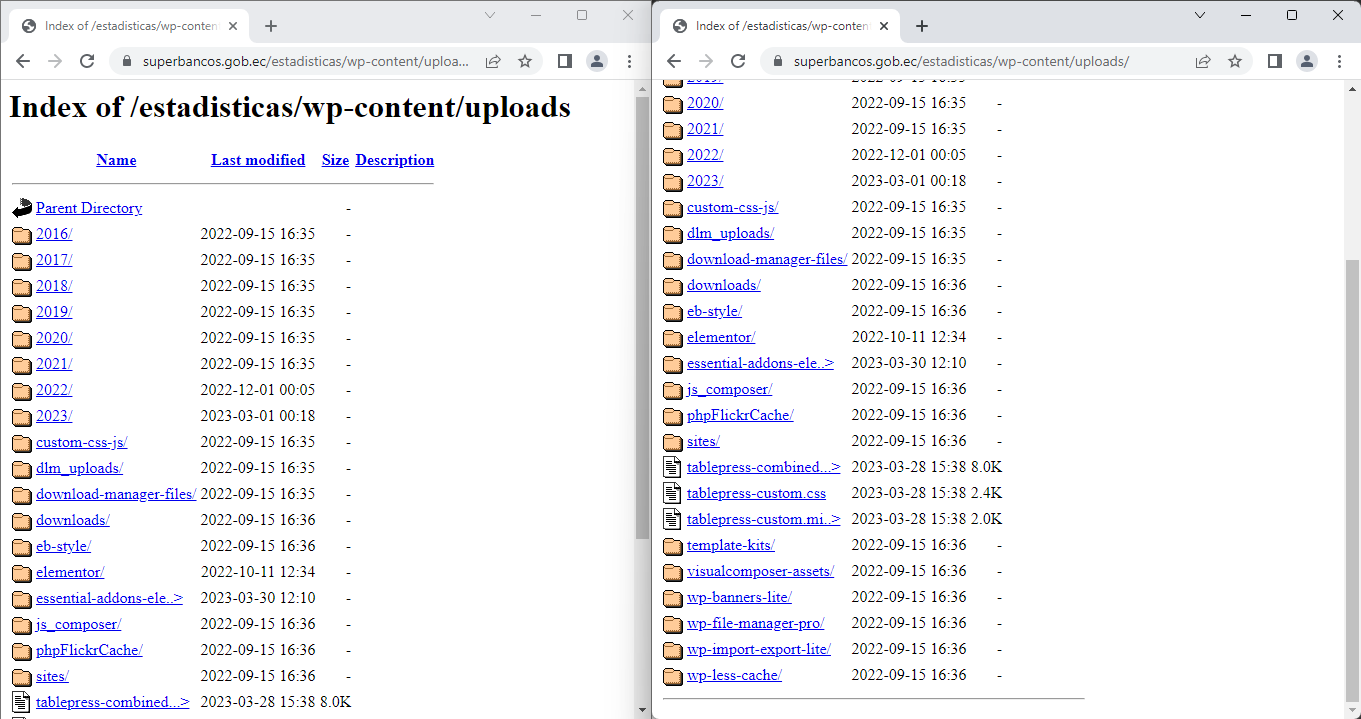 Index of /estadisticas/wp-conten
superbancos.gob.ec/estadisticas/wp-content/uploa...
Index of /estadisticas/wp-content/uploads
Name Last modified Size Description
Parent Directory -
2016/ 2022-09-15 16:35 -
2017/ 2022-09-15 16:35 -
2018/ 2022-09-15 16:35 -
2019/ 2022-09-15 16:35 -
2020/ 2022-09-15 16:35 -
2021/ 2022-09-15 16:35 -
2022/ 2022-12-01 00:05 -
2023/ 2023-03-01 00:18 -
custom-css-js/ 2022-09-15 16:35 -
dlm_uploads/ 2022-09-15 16:35 -
download-manager-files/ 2022-09-15 16:35 -
downloads/ 2022-09-15 16:36 -
eb-style/ 2022-09-15 16:36 -
elementor/ 2022-10-11 12:34 -
essential-addons-ele..> 2023-03-30 12:10 -
js_composer/ 2022-09-15 16:36 -
phpFlickrCache/ 2022-09-15 16:36 -
sites/ 2022-09-15 16:36 -
tablepress-combined...> 2023-03-28 15:38 8.0K
Index of /estadisticas/wp-conten
superbancos.gob.ec/estadisticas/wp-content/uploads/
2019/ 2022-09-15 16:35 -
2020/ 2022-09-15 16:35 -
2021/ 2022-09-15 16:35 -
2022/ 2022-12-01 00:05 -
2023/ 2023-03-01 00:18 -
custom-css-js/ 2022-09-15 16:35 -
dlm_uploads/ 2022-09-15 16:35 -
download-manager-files/ 2022-09-15 16:35 -
downloads/ 2022-09-15 16:36 -
eb-style/ 2022-09-15 16:36 -
elementor/ 2022-10-11 12:34 -
essential-addons-ele..> 2023-03-30 12:10 -
js_composer/ 2022-09-15 16:36 -
phpFlickrCache/ 2022-09-15 16:36 -
sites/ 2022-09-15 16:36 -
tablepress-combined...> 2023-03-28 15:38 8.0K
tablepress-custom.css 2023-03-28 15:38 2.4K
tablepress-custom.mi..> 2023-03-28 15:38 2.0K
template-kits/ 2022-09-15 16:36 -
visualcomposer-assets/ 2022-09-15 16:36 -
wp-banners-lite/ 2022-09-15 16:36 -
wp-file-manager-pro/ 2022-09-15 16:36 -
wp-import-export-lite/ 2022-09-15 16:36 -
wp-less-cache/ 2022-09-15 16:36 -